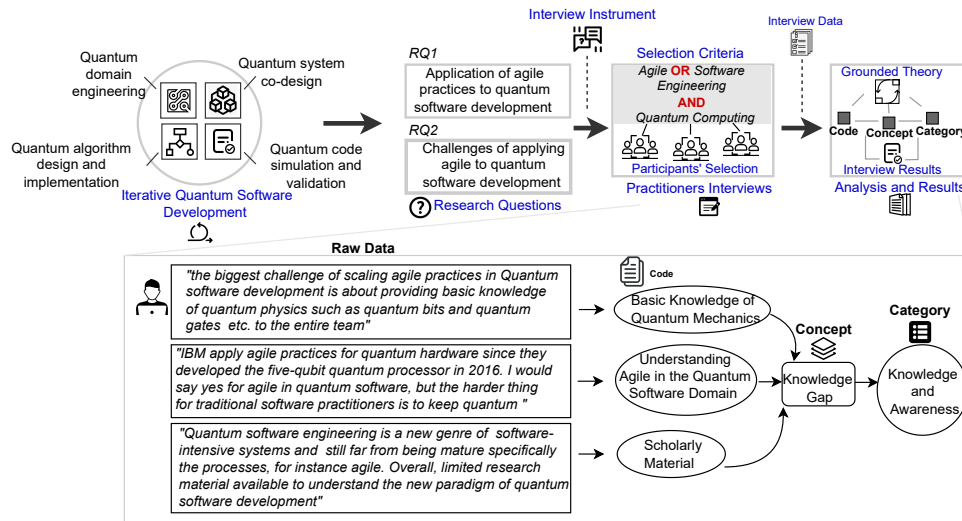 Quantum
domain
engineering
Quantum system
co-design
Quantum algorithm
design and
implementation
Quantum code
simulation and
validation
Iterative Quantum Software
Development
RQ1
Application of agile
practices to quantum
software development
RQ2
Challenges of applying
agile to quantum
software development
Research Questions
Interview Instrument
Selection Criteria
Agile OR Software
Engineering
AND
Quantum Computing
Participants' Selection
Practitioners Interviews
Interview Data
Grounded Theory
Code
Concept
Category
Interview Results
Analysis and Results
Raw Data
"the biggest challenge of scaling agile practices in Quantum
software development is about providing basic knowledge
of quantum physics such as quantum bits and quantum
gates etc. to the entire team"
"IBM apply agile practices for quantum hardware since they
developed the five-qubit quantum processor in 2016. I would
say yes for agile in quantum software, but the harder thing
for traditional software practitioners is to keep quantum "
"Quantum software engineering is a new genre of software-
intensive systems and still far from being mature specifically
the processes, for instance agile. Overall, limited research
material available to understand the new paradigm of quantum
software development"
Code
Basic Knowledge of
Quantum Mechanics
Understanding
Agile in the Quantum
Software Domain
Scholarly
Material
Concept
Knowledge
Gap
Category
Knowledge
and
Awareness